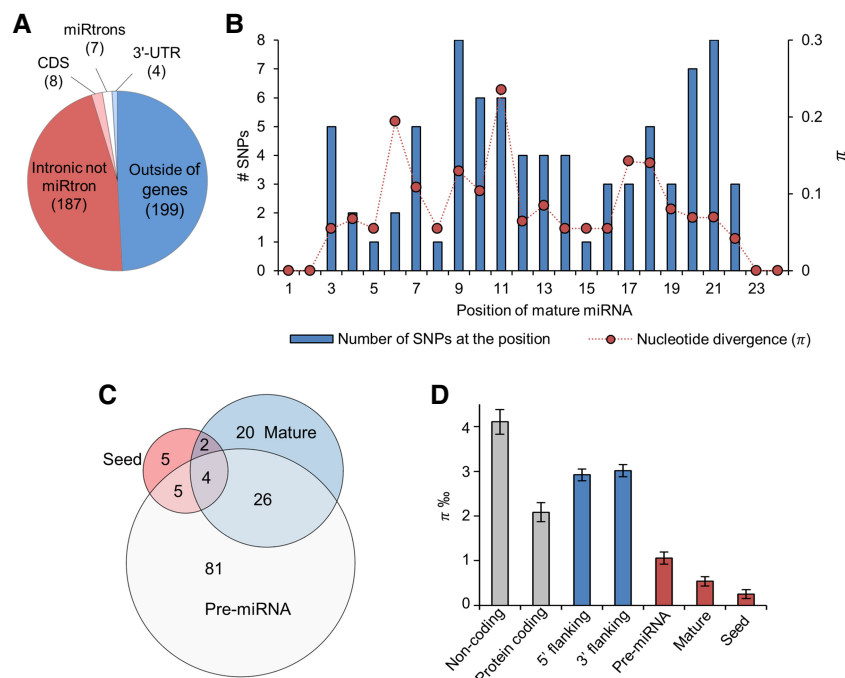 A
miRtrons
(7)
3'-UTR
(4)
CDS
(8)
Intronic not
miRtron
(187)
Outside of
genes
(199)
B
8
7
6
5
4
3
2
1
0
# SNPs
0.3
0.2
0.1
0
π
1
3
5
7
9
11
13
15
17
19
21
23
Position of mature miRNA
Number of SNPs at the position
Nucleotide divergence (π)
C
Seed
5
2
20 Mature
5
4
26
81
Pre-miRNA
D
4
3
2
1
0
π ‰
Non-coding
Protein coding
5' flanking
3' flanking
Pre-miRNA
Mature
Seed